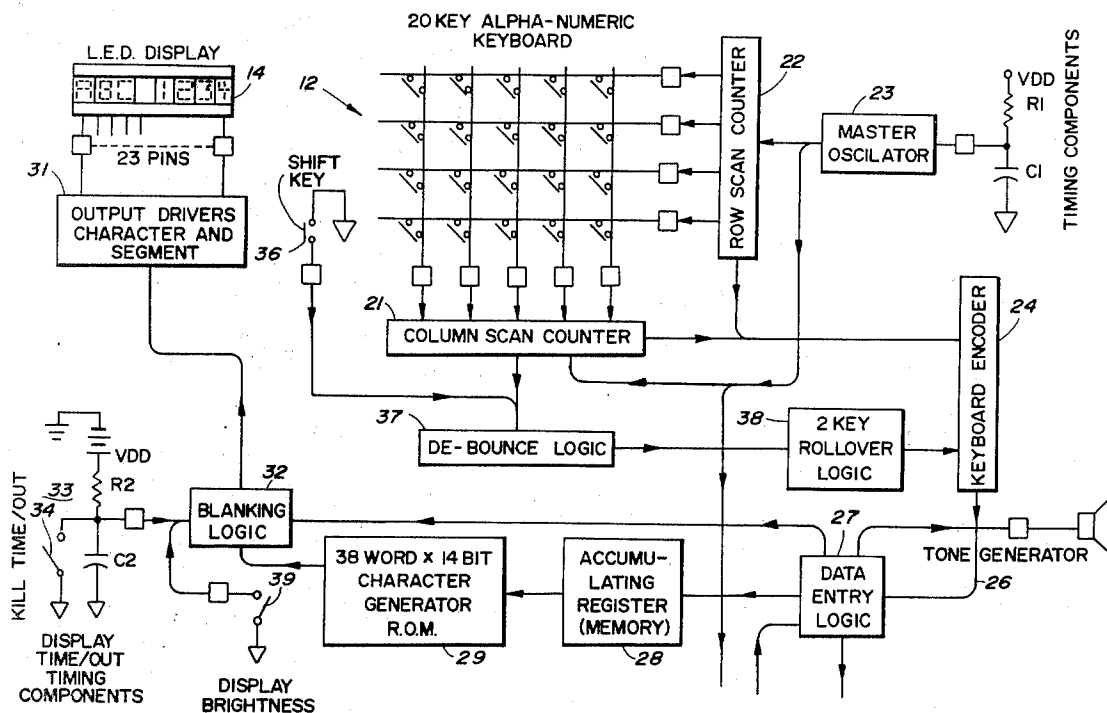 20 KEY ALPHA-NUMERIC
KEYBOARD
L.E.D. DISPLAY
14
ABC 1234
23 PINS
31
OUTPUT DRIVERS
CHARACTER AND
SEGMENT
12
SHIFT
KEY
36
22
ROW SCAN COUNTER
23
MASTER
OSCILATOR
VDD
R1
C1
TIMING COMPONENTS
21
COLUMN SCAN COUNTER
24
KEYBOARD ENCODER
37
DE-BOUNCE LOGIC
38
2 KEY
ROLLOVER
LOGIC
VDD
R2
33
34
C2
KILL TIME/OUT
DISPLAY
TIME/OUT
TIMING
COMPONENTS
32
BLANKING
LOGIC
39
DISPLAY
BRIGHTNESS
38 WORD x 14 BIT
CHARACTER
GENERATOR
R.O.M.
29
ACCUMU-
LATING
REGISTER
(MEMORY)
28
27
DATA
ENTRY
LOGIC
TONE GENERATOR
26